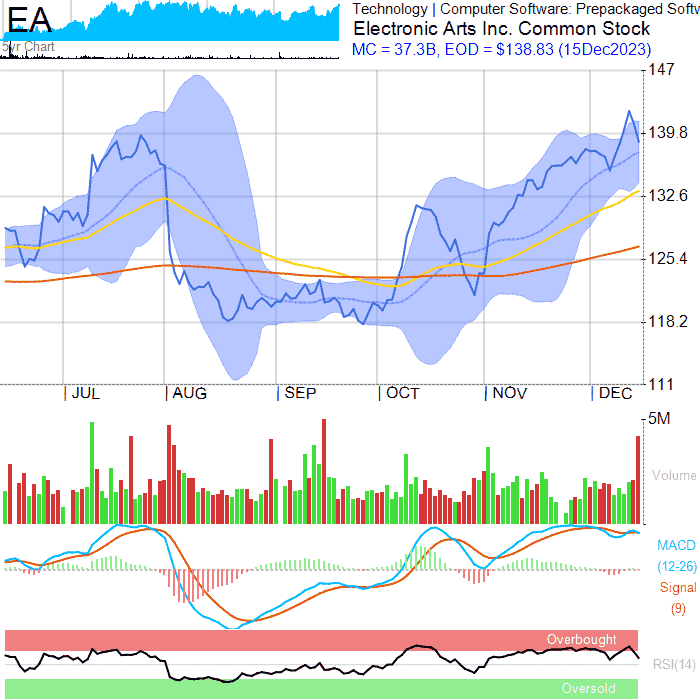 EA
5yr Chart
Technology | Computer Software: Prepackaged Softw
Electronic Arts Inc. Common Stock
MC = 37.3B, EOD = $138.83 (15Dec2023)
147
139.8
132.6
125.4
118.2
111
| JUL | AUG | SEP | OCT | NOV | DEC
5M
Volume
MACD
(12-26)
Signal
(9)
Overbought
RSI(14)
Oversold